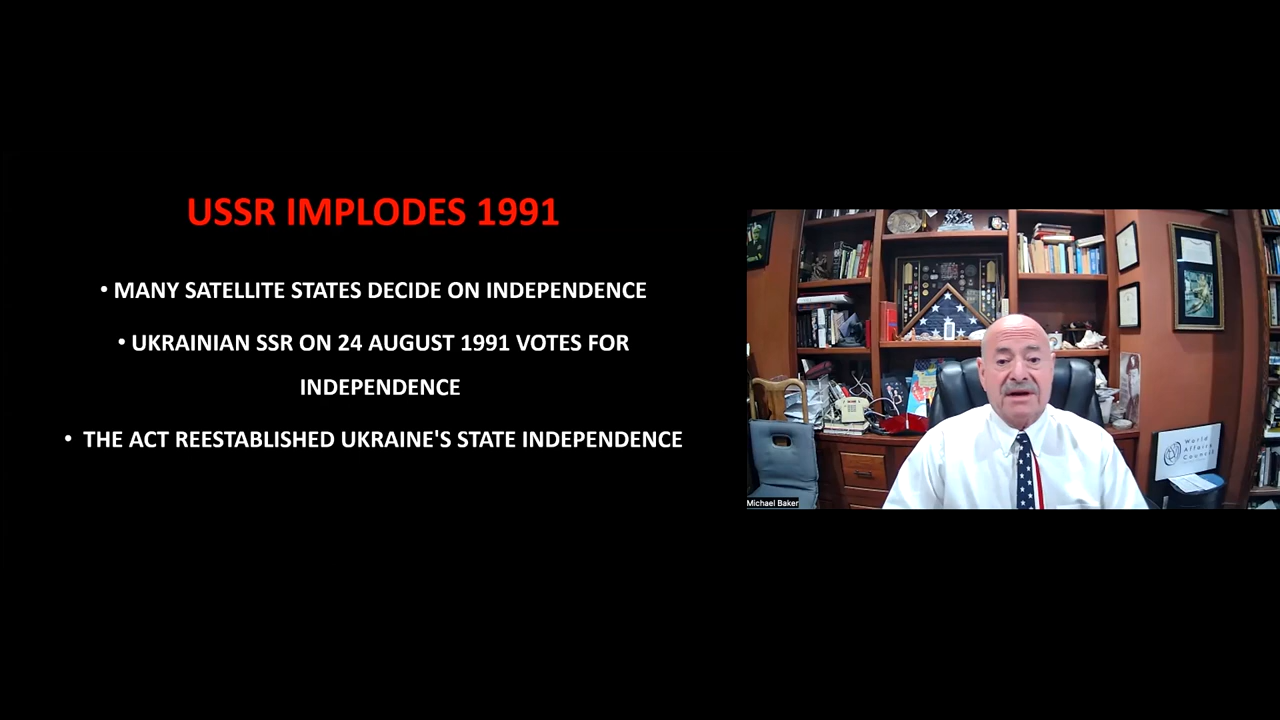 USSR IMPLODES 1991
• MANY SATELLITE STATES DECIDE ON INDEPENDENCE
• UKRAINIAN SSR ON 24 AUGUST 1991 VOTES FOR
INDEPENDENCE
• THE ACT REESTABLISHED UKRAINE'S STATE INDEPENDENCE
World
Affairs
Council
Michael Baker